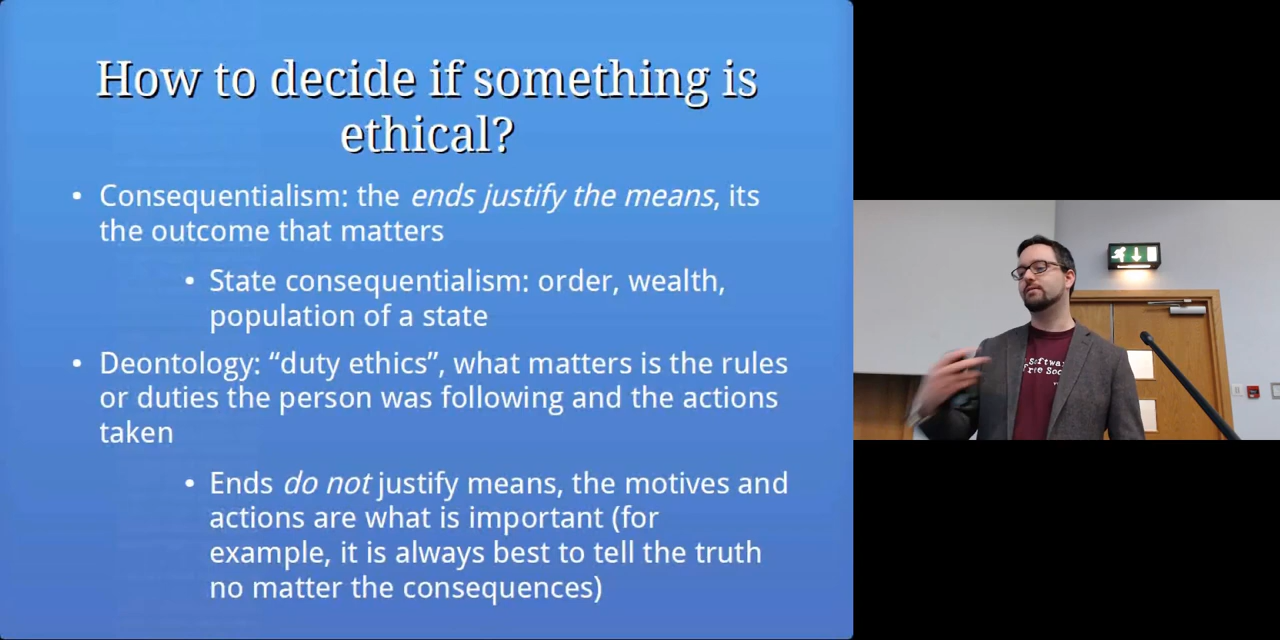 How to decide if something is
ethical?
• Consequentialism: the ends justify the means, its
the outcome that matters
• State consequentialism: order, wealth,
population of a state
• Deontology: “duty ethics”, what matters is the rules
or duties the person was following and the actions
taken
• Ends do not justify means, the motives and
actions are what is important (for
example, it is always best to tell the truth
no matter the consequences)